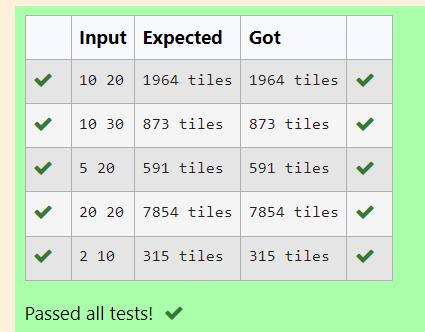 Input Expected Got
10 20 1964 tiles 1964 tiles
10 30 873 tiles 873 tiles
5 20 591 tiles 591 tiles
20 20 7854 tiles 7854 tiles
2 10 315 tiles 315 tiles
Passed all tests!